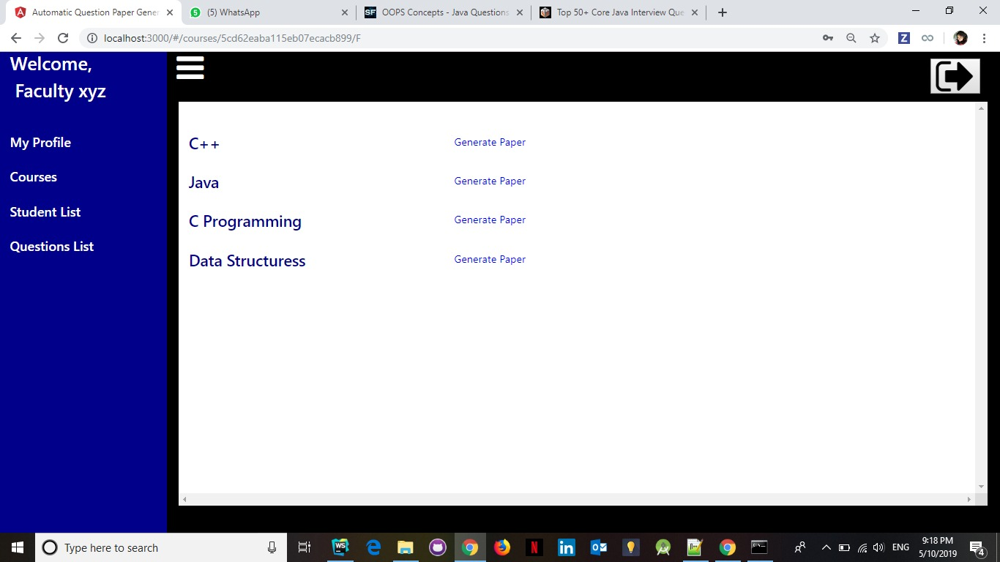 Automatic Question Paper Gener
(5) WhatsApp
OOPS Concepts - Java Questions
Top 50+ Core Java Interview Que
localhost:3000/#/courses/5cd62eaba115eb07ecacb899/F
Welcome,
Faculty xyz
My Profile
Courses
Student List
Questions List
C++ Generate Paper
Java Generate Paper
C Programming Generate Paper
Data Structuress Generate Paper
Type here to search
ENG
9:18 PM
5/10/2019
4